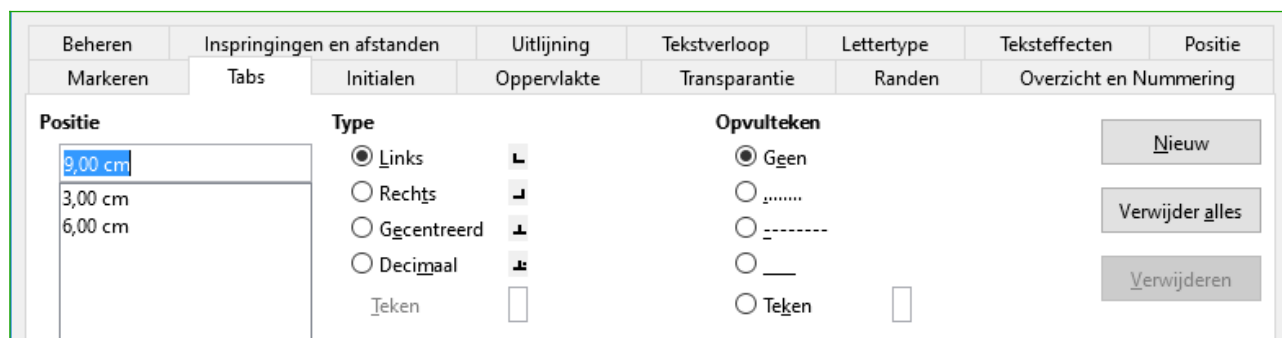 Beheren Inspringingen en afstanden Uitlijning Tekstverloop Lettertype Teksteffecten Positie
Markeren Tabs Initialen Oppervlakte Transparantie Randen Overzicht en Nummering
Positie Type Opvulteken
9,00 cm Links Geen Nieuw
3,00 cm Rechts ........
6,00 cm Gecentreerd -------- Verwijder alles
Decimaal ___ Verwijderen
Teken Teken